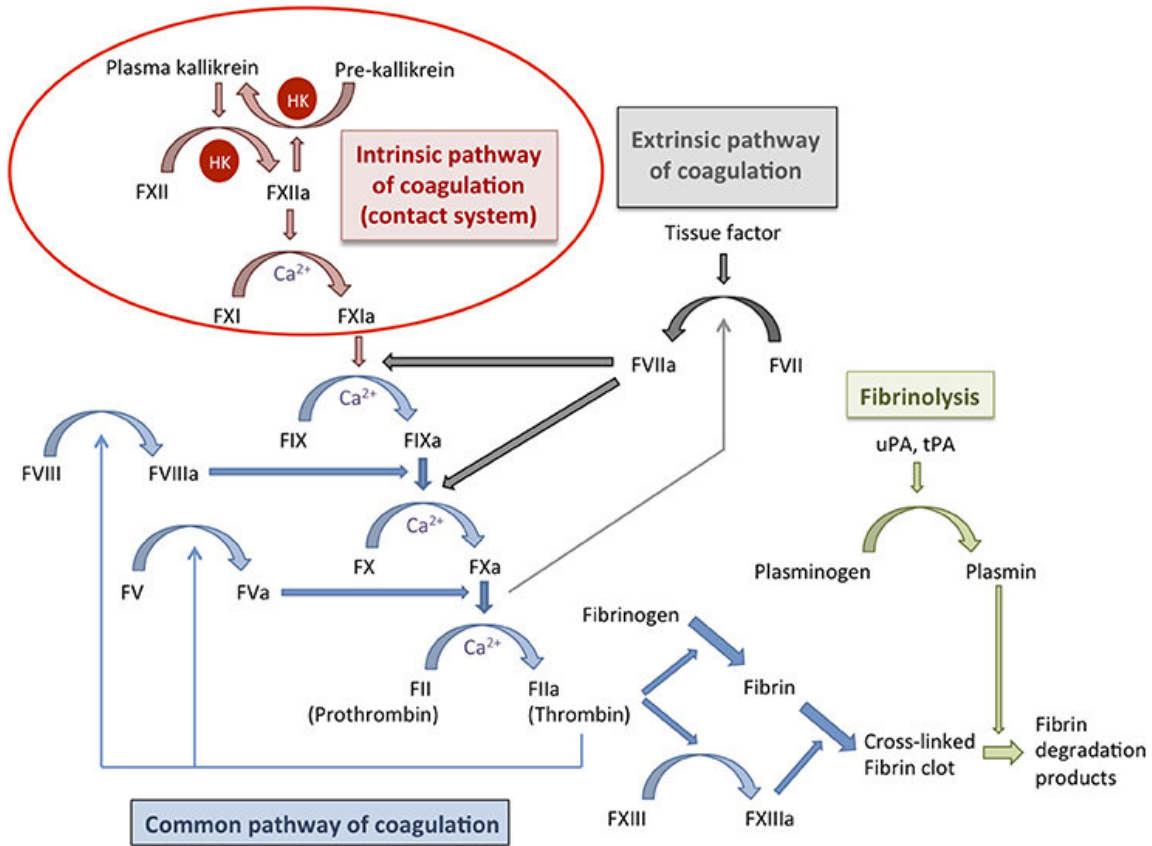 Plasma kallikrein
Pre-kallikrein
HK
HK
FXII
FXIIa
Intrinsic pathway
of coagulation
(contact system)
Ca²⁺
FXI
FXIa
Extrinsic pathway
of coagulation
Tissue factor
FVIIa
FVII
Ca²⁺
FIX
FIXa
FVIII
FVIIIa
Ca²⁺
FX
FXa
FV
FVa
Ca²⁺
FII
(Prothrombin)
FIIa
(Thrombin)
Fibrinolysis
uPA, tPA
Plasminogen
Plasmin
Fibrinogen
Fibrin
Cross-linked
Fibrin clot
Fibrin
degradation
products
FXIII
FXIIIa
Common pathway of coagulation